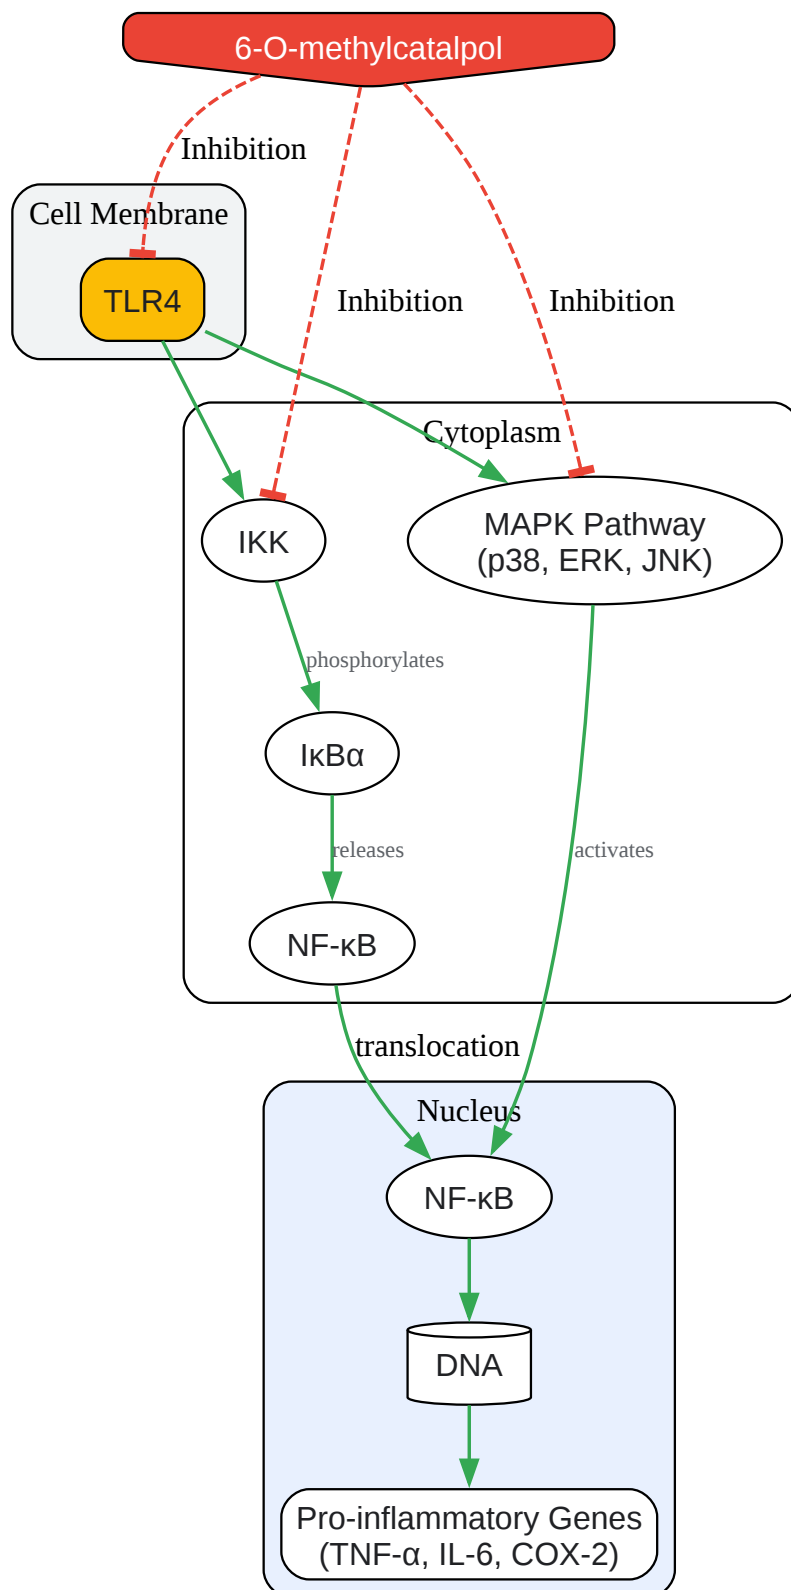 6-O-methylcatalpol
Inhibition
Cell Membrane
TLR4
Inhibition
Inhibition
Cytoplasm
IKK
MAPK Pathway
(p38, ERK, JNK)
phosphorylates
IκBα
releases
activates
NF-κB
translocation
Nucleus
NF-κB
DNA
Pro-inflammatory Genes
(TNF-α, IL-6, COX-2)